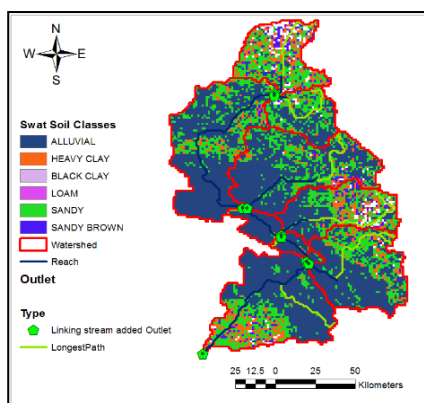 N
W E
S
Swat Soil Classes
ALLUVIAL
HEAVY CLAY
BLACK CLAY
LOAM
SANDY
SANDY BROWN
Watershed
Reach
Outlet
Type
Linking stream added Outlet
LongestPath
25 12.5 0 25 50
Kilometers